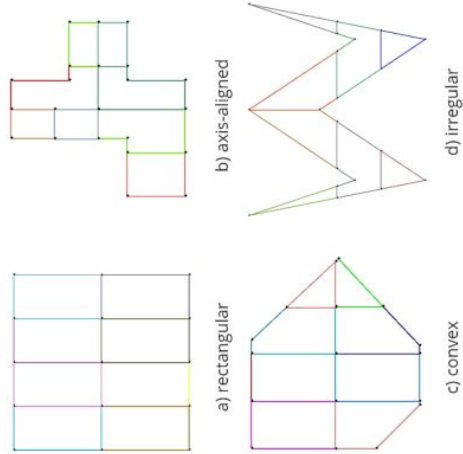 a) rectangular
b) axis-aligned
c) convex
d) irregular